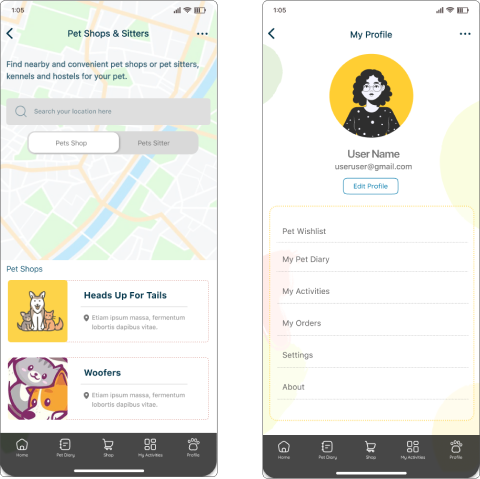 1:05
Pet Shops & Sitters
Find nearby and convenient pet shops or pet sitters,
kennels and hostels for your pet.
Search your location here
Pets Shop
Pets Sitter
Pet Shops
Heads Up For Tails
Etiam ipsum massa, fermentum
lobortis dapibus vitae.
Woofers
Etiam ipsum massa, fermentum
lobortis dapibus vitae.
Home
Pet Diary
Shop
My Activities
Profile
1:05
My Profile
User Name
useruser@gmail.com
Edit Profile
Pet Wishlist
My Pet Diary
My Activities
My Orders
Settings
About
Home
Pet Diary
Shop
My Activities
Profile